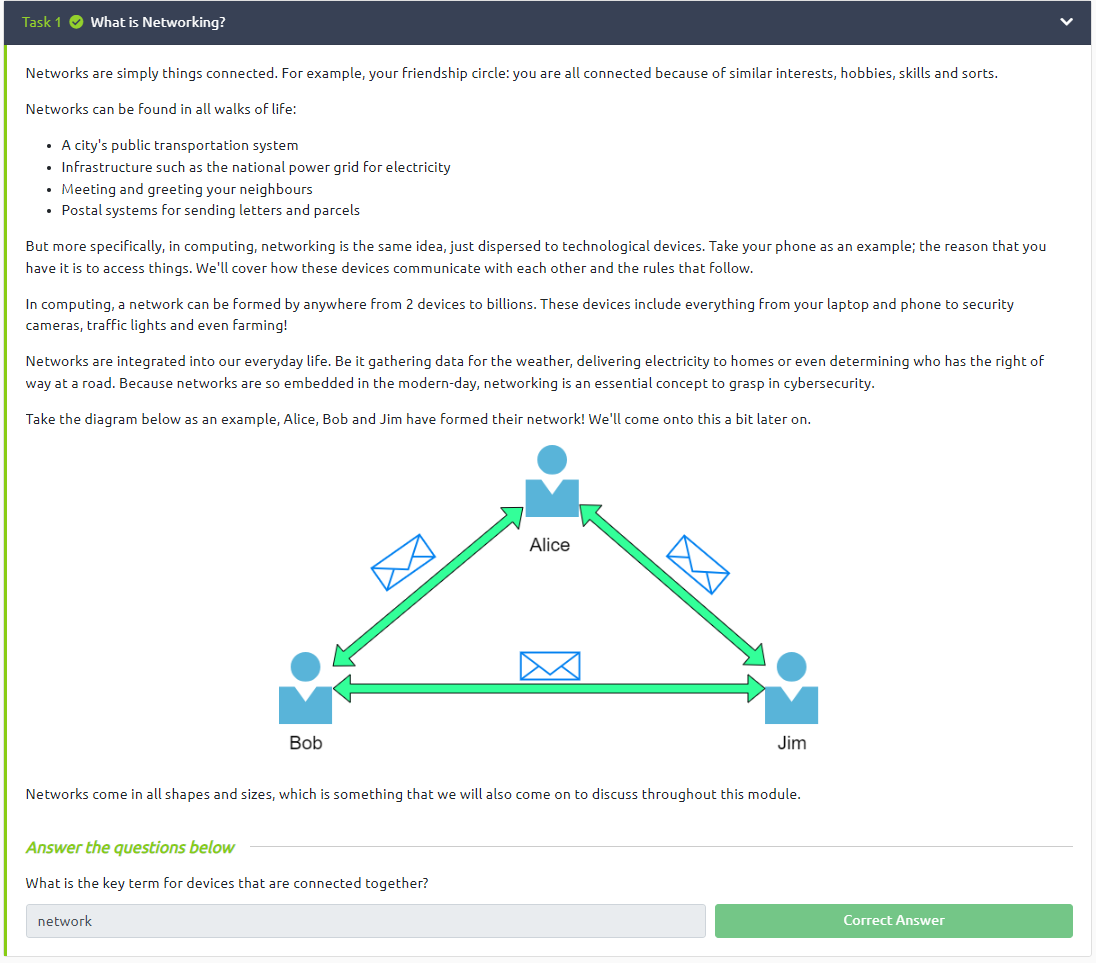 Task 1 What is Networking?
Networks are simply things connected. For example, your friendship circle: you are all connected because of similar interests, hobbies, skills and sorts.
Networks can be found in all walks of life:
• A city's public transportation system
• Infrastructure such as the national power grid for electricity
• Meeting and greeting your neighbours
• Postal systems for sending letters and parcels
But more specifically, in computing, networking is the same idea, just dispersed to technological devices. Take your phone as an example; the reason that you
have it is to access things. We'll cover how these devices communicate with each other and the rules that follow.
In computing, a network can be formed by anywhere from 2 devices to billions. These devices include everything from your laptop and phone to security
cameras, traffic lights and even farming!
Networks are integrated into our everyday life. Be it gathering data for the weather, delivering electricity to homes or even determining who has the right of
way at a road. Because networks are so embedded in the modern-day, networking is an essential concept to grasp in cybersecurity.
Take the diagram below as an example, Alice, Bob and Jim have formed their network! We'll come onto this a bit later on.
Alice
Bob
Jim
Networks come in all shapes and sizes, which is something that we will also come on to discuss throughout this module.
Answer the questions below
What is the key term for devices that are connected together?
network
Correct Answer